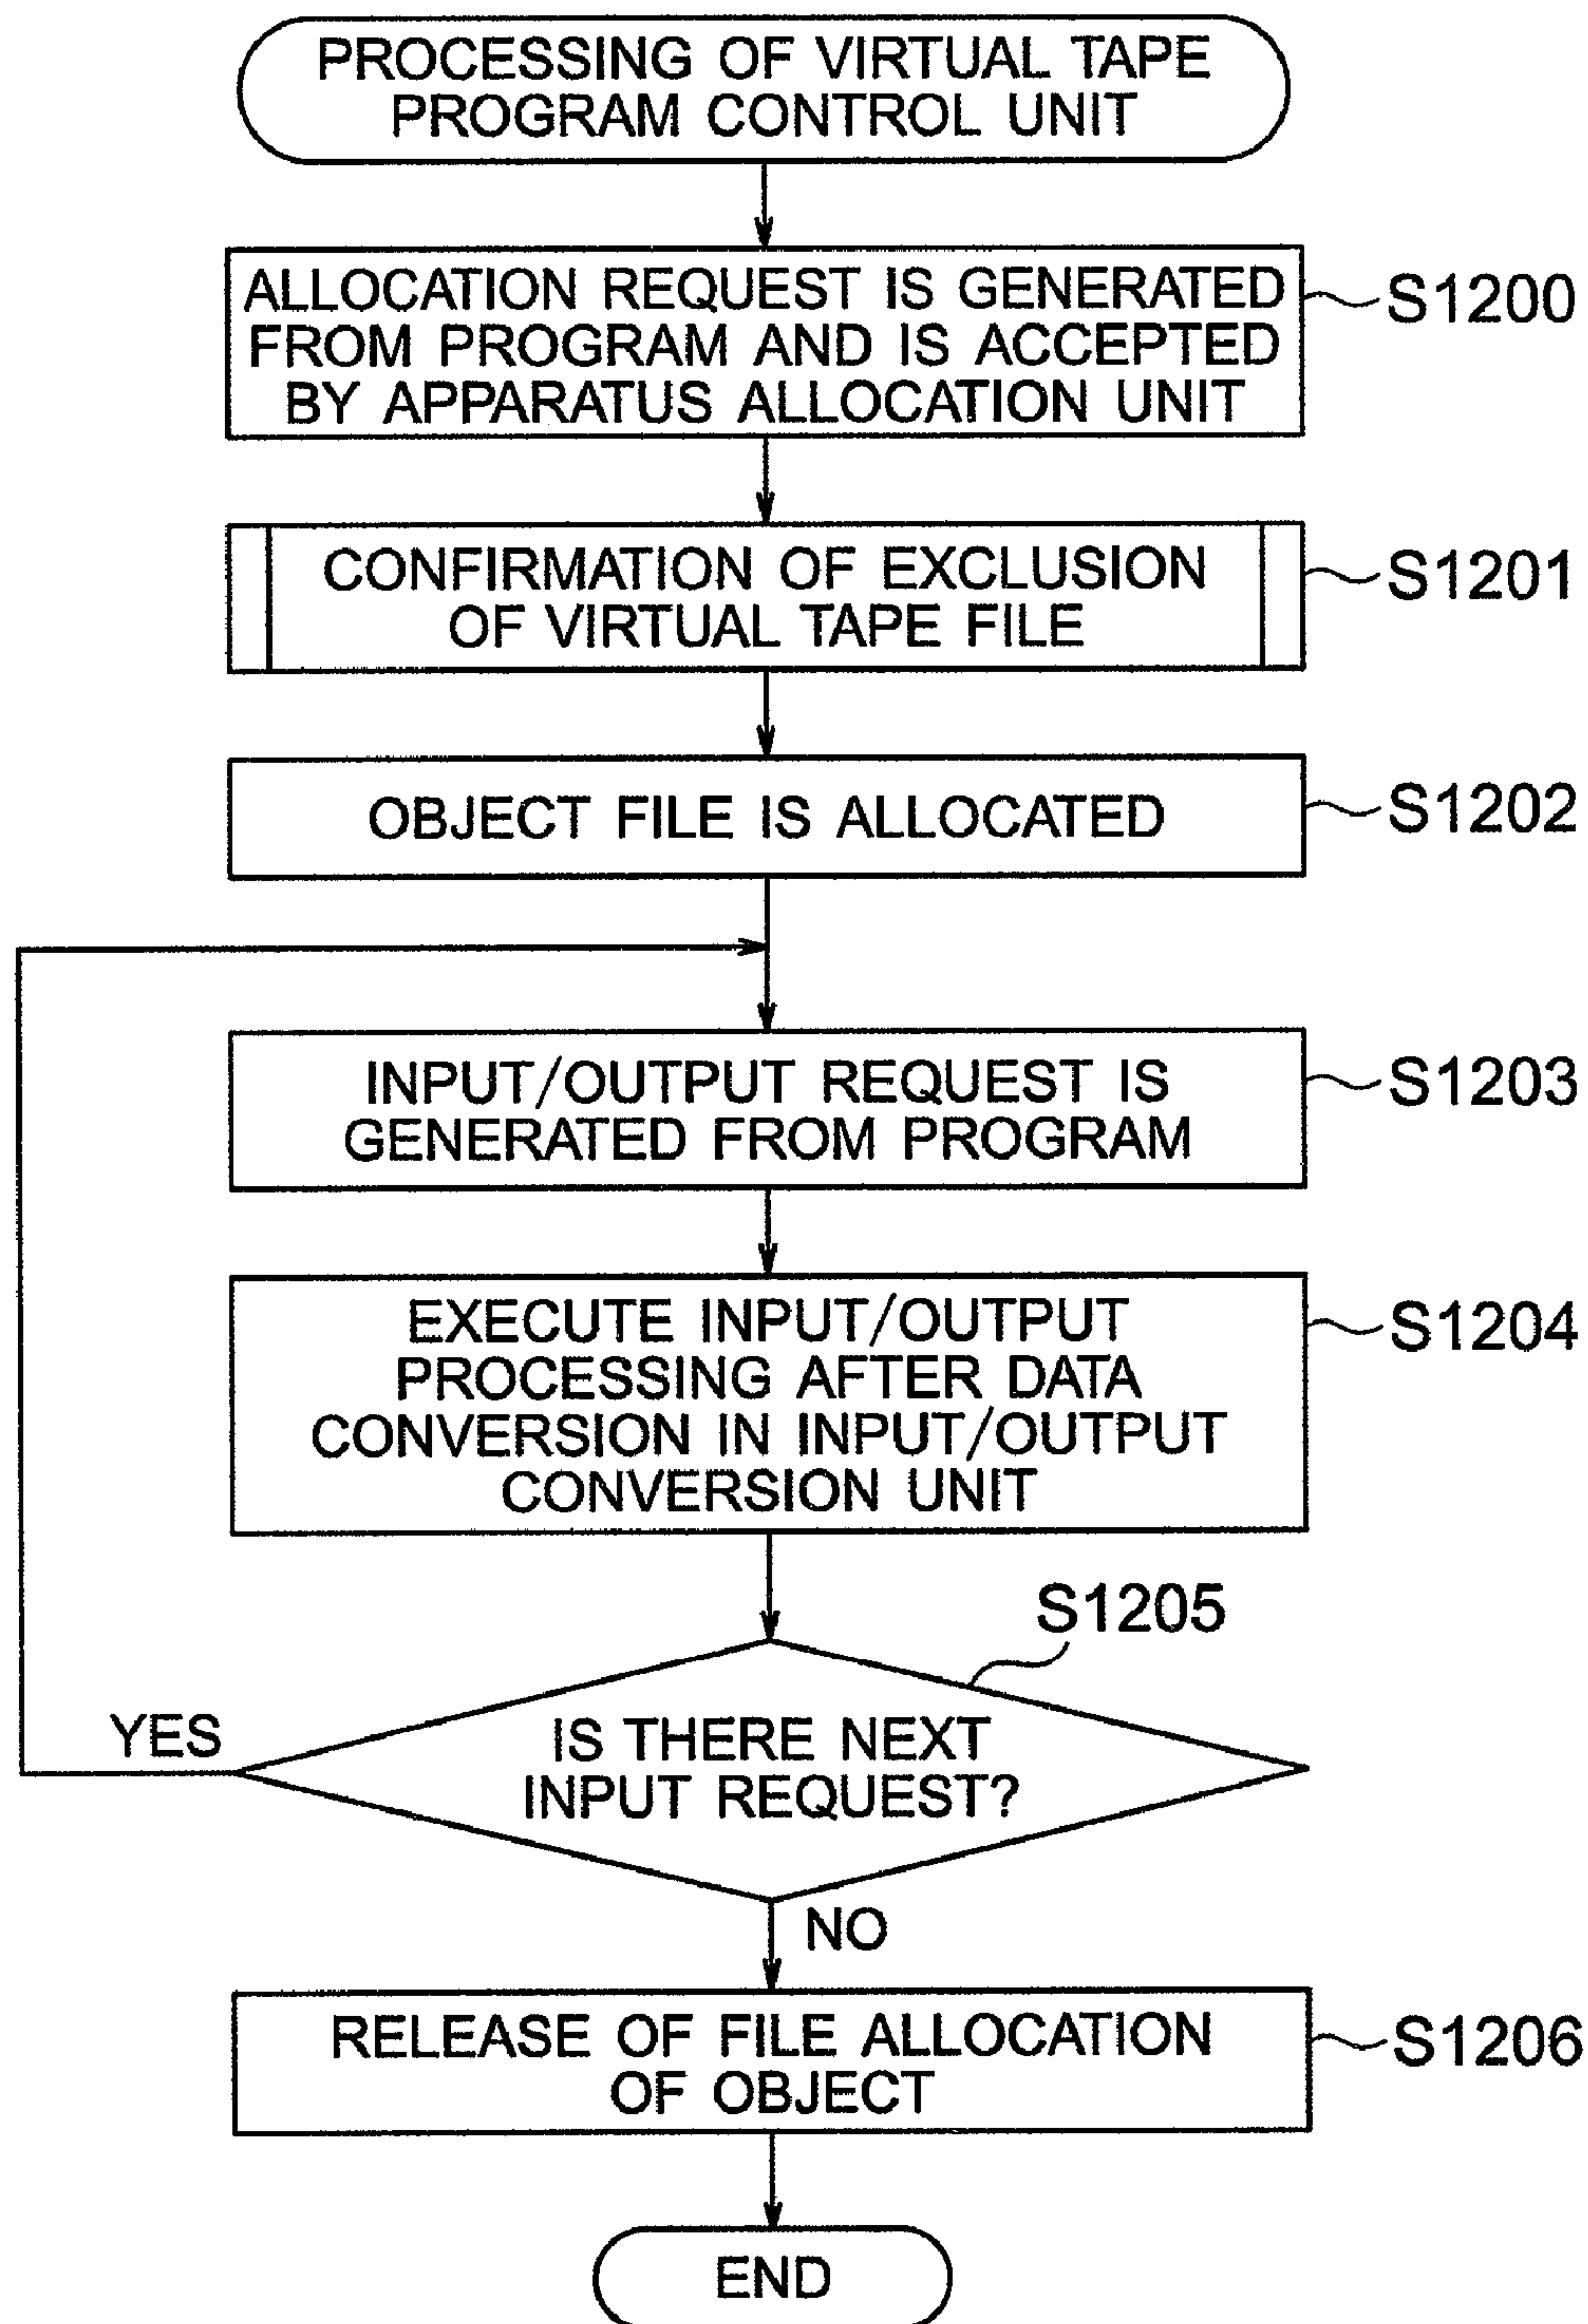 PROCESSING OF VIRTUAL TAPE
PROGRAM CONTROL UNIT
ALLOCATION REQUEST IS GENERATED
FROM PROGRAM AND IS ACCEPTED
BY APPARATUS ALLOCATION UNIT
S1200
CONFIRMATION OF EXCLUSION
OF VIRTUAL TAPE FILE
S1201
OBJECT FILE IS ALLOCATED
S1202
INPUT/OUTPUT REQUEST IS
GENERATED FROM PROGRAM
S1203
EXECUTE INPUT/OUTPUT
PROCESSING AFTER DATA
CONVERSION IN INPUT/OUTPUT
CONVERSION UNIT
S1204
S1205
IS THERE NEXT
INPUT REQUEST?
YES
NO
RELEASE OF FILE ALLOCATION
OF OBJECT
S1206
END